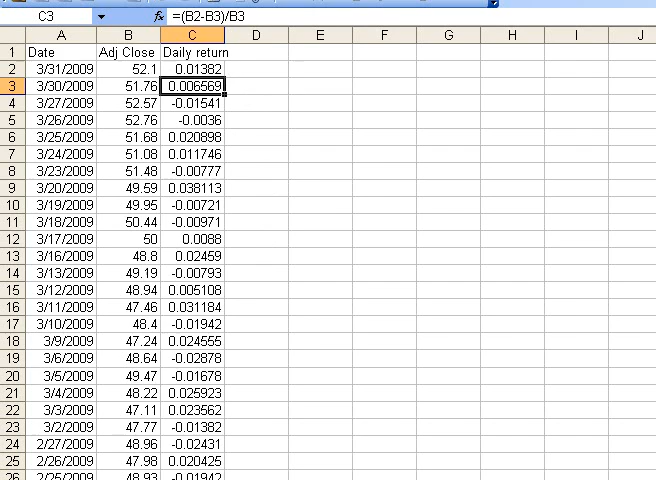 C3 fx =(B2-B3)/B3
A B C D E F G H I J
1 Date Adj Close Daily return
2 3/31/2009 52.1 0.01382
3 3/30/2009 51.76 0.006569
4 3/27/2009 52.57 -0.01541
5 3/26/2009 52.76 -0.0036
6 3/25/2009 51.68 0.020898
7 3/24/2009 51.08 0.011746
8 3/23/2009 51.48 -0.00777
9 3/20/2009 49.59 0.038113
10 3/19/2009 49.95 -0.00721
11 3/18/2009 50.44 -0.00971
12 3/17/2009 50 0.0088
13 3/16/2009 48.8 0.02459
14 3/13/2009 49.19 -0.00793
15 3/12/2009 48.94 0.005108
16 3/11/2009 47.46 0.031184
17 3/10/2009 48.4 -0.01942
18 3/9/2009 47.24 0.024555
19 3/6/2009 48.64 -0.02878
20 3/5/2009 49.47 -0.01678
21 3/4/2009 48.22 0.025923
22 3/3/2009 47.11 0.023562
23 3/2/2009 47.77 -0.01382
24 2/27/2009 48.96 -0.02431
25 2/26/2009 47.98 0.020425
26 2/25/2009 48.93 -0.01942